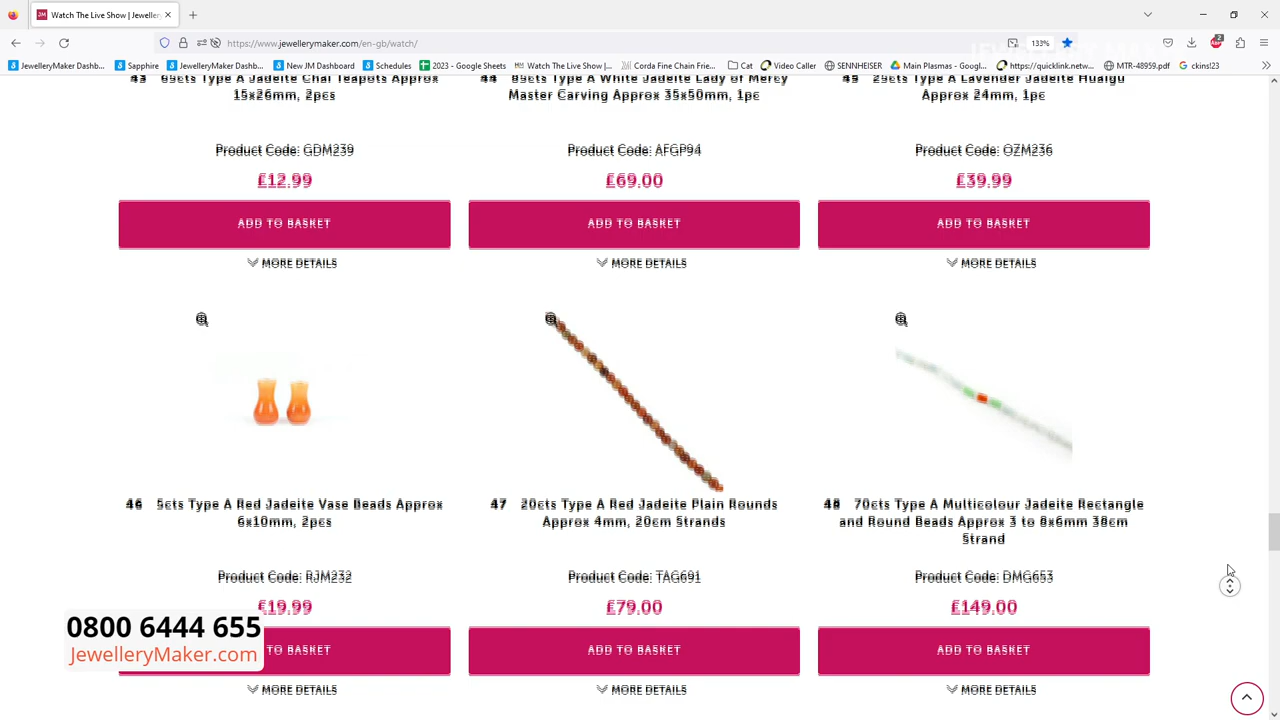 Watch The Live Show | Jeweller
https://www.jewellerymaker.com/en-gb/watch/
133%
JewelleryMaker Dashb...
Sapphire
JewelleryMaker Dashb...
New JM Dashboard
Schedules
2023 - Google Sheets
Watch The Live Show |...
Corda Fine Chain Frie...
Cat
Video Caller
SENNHEISER
Main Plasmas - Googl...
https://quicklink.netw...
MTR-48959.pdf
ckins!23
43 65cts Type A Jadeite Chai Teapots Approx
15x26mm, 2pcs
Product Code: GDM239
£12.99
ADD TO BASKET
MORE DETAILS
44 85cts Type A White Jadeite Lady of Mercy
Master Carving Approx 35x50mm, 1pc
Product Code: AFGP94
£69.00
ADD TO BASKET
MORE DETAILS
45 25cts Type A Lavender Jadeite Huaigu
Approx 24mm, 1pc
Product Code: OZM236
£39.99
ADD TO BASKET
MORE DETAILS
46 5cts Type A Red Jadeite Vase Beads Approx
6x10mm, 2pcs
Product Code: RJM232
£19.99
TO BASKET
MORE DETAILS
47 20cts Type A Red Jadeite Plain Rounds
Approx 4mm, 20cm Strands
Product Code: TAG691
£79.00
ADD TO BASKET
MORE DETAILS
48 70cts Type A Multicolour Jadeite Rectangle
and Round Beads Approx 3 to 8x6mm 38cm
Strand
Product Code: DMG653
£149.00
ADD TO BASKET
MORE DETAILS
0800 6444 655
JewelleryMaker.com